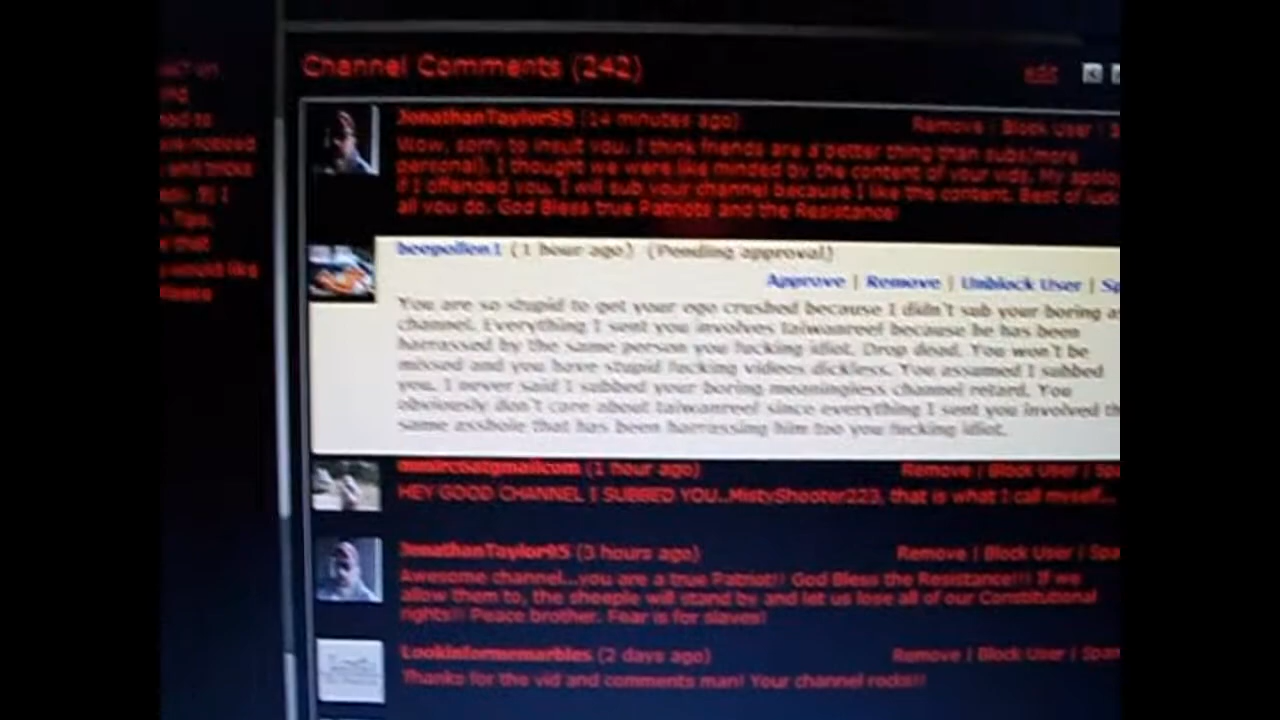 Channel Comments (242)
edit
JonathanTaylor95 (14 minutes ago)
Remove | Block User | S
Wow, sorry to insult you. I think friends are a better thing than subs(more
personal). I thought we were like minded by the content of your vids. My apolo
if I offended you. I will sub your channel because I like the content. Best of luck
all you do. God Bless true Patriots and the Resistance!
beepollen1 (1 hour ago) (Pending approval)
Approve | Remove | Unblock User | Sp
You are so stupid to get your ego crushed because I didn't sub your boring as
channel. Everything I sent you involves taiwanreef because he has been
harrassed by the same person you fucking idiot. Drop dead. You won't be
missed and you have stupid fucking videos dickless. You assumed I subbed
you. I never said I subbed your boring meaningless channel retard. You
obviously don't care about taiwanreef since everything I sent you involved th
same asshole that has been harrassing him too you fucking idiot.
(1 hour ago)
Remove | Block User | Spa
HEY GOOD CHANNEL I SUBBED YOU..MistyShooter223, that is what I call myself...
JonathanTaylor95 (3 hours ago)
Remove | Block User | Spa
Awesome channel...you are a true Patriot!! God Bless the Resistance!!! If we
allow them to, the sheeple will stand by and let us lose all of our Constitutional
rights!! Peace brother. Fear is for slaves!
Lookinformemarbles (2 days ago)
Remove | Block User | Spam
Thanks for the vid and comments man! Your channel rocks!!
would like